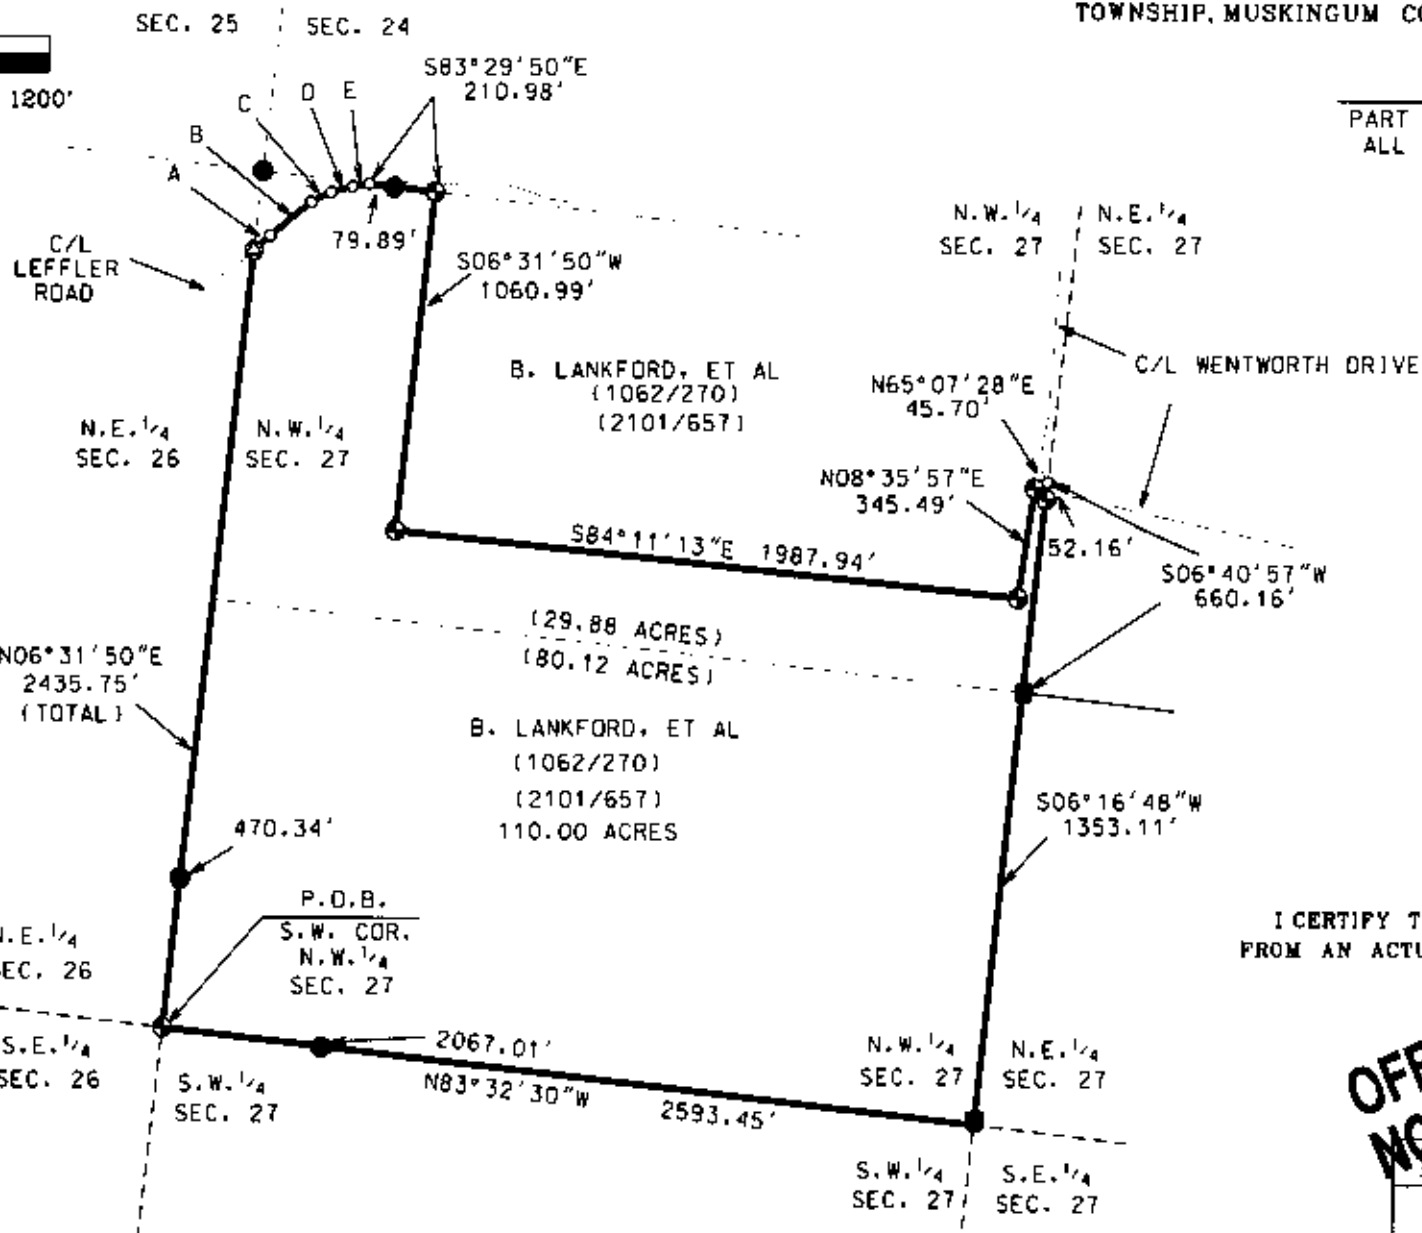 TOWNSHIP, MUSKINGUM
SEC. 25
SEC. 24
1200'
S83°29'50"E
210.98'
PART
ALL
A
B
C
D
E
C/L
LEFFLER
ROAD
79.89'
S06°31'50"W
1060.99'
N.W.1/4
SEC. 27
N.E.1/4
SEC. 27
C/L WENTWORTH DRIVE
B. LANKFORD, ET AL
(1062/270)
(2101/657)
N65°07'28"E
45.70'
N.E.1/4
SEC. 26
N.W.1/4
SEC. 27
N08°35'57"E
345.49'
S84°11'13"E 1987.94'
52.16'
S06°40'57"W
660.16'
(29.88 ACRES)
(80.12 ACRES)
N06°31'50"E
2435.75'
(TOTAL)
B. LANKFORD, ET AL
(1062/270)
(2101/657)
110.00 ACRES
470.34'
S06°16'48"W
1353.11'
P.O.B.
S.W. COR.
N.W.1/4
SEC. 27
N.E.1/4
SEC. 26
I CERTIFY
FROM AN
S.E.1/4
SEC. 26
S.W.1/4
SEC. 27
2067.01'
N83°32'30"W 2593.45'
N.W.1/4
SEC. 27
N.E.1/4
SEC. 27
S.W.1/4
SEC. 27
S.E.1/4
SEC. 27